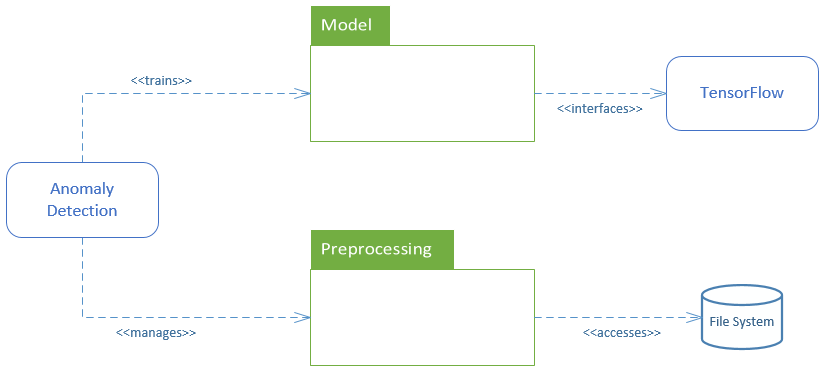 Model
<<trains>>
<<interfaces>>
TensorFlow
Anomaly
Detection
Preprocessing
<<manages>>
<<accesses>>
File System